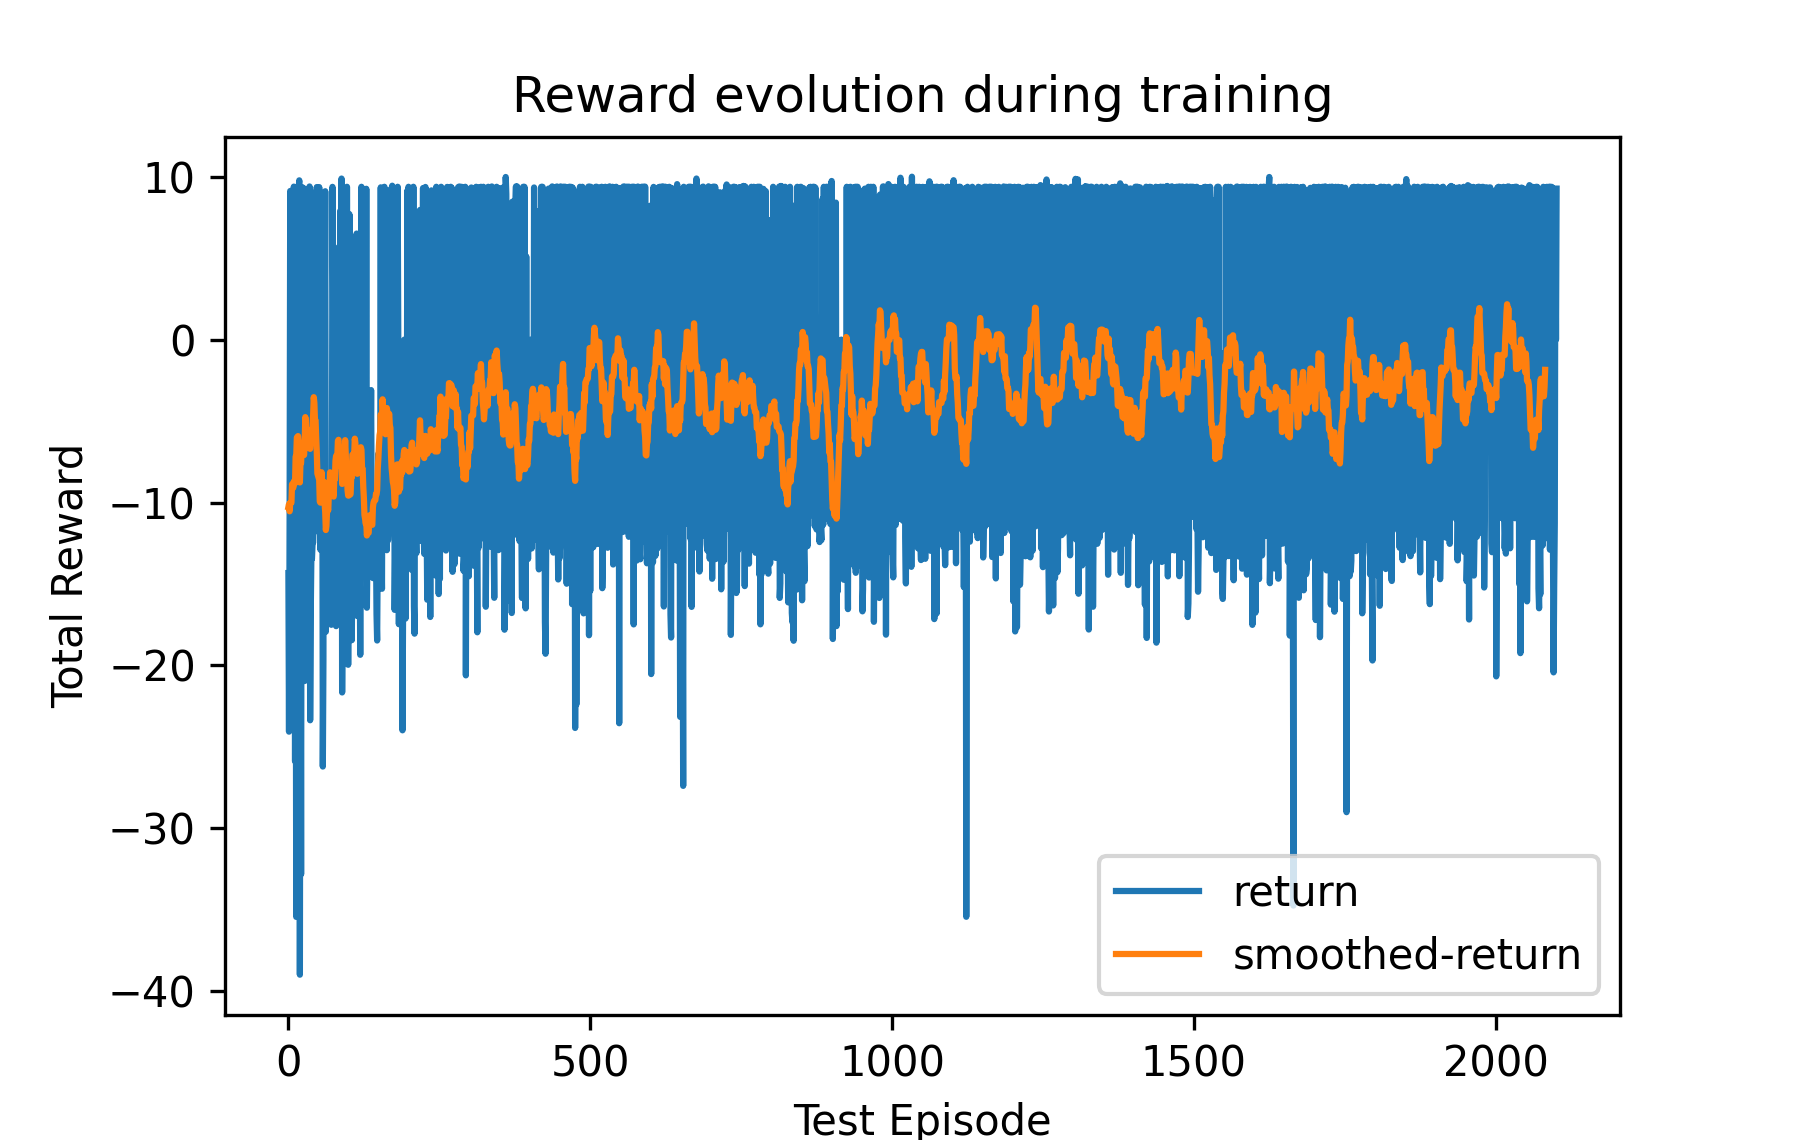 Reward evolution during training
10
0
−10
−20
−30
−40
Total Reward
return
smoothed-return
0 500 1000 1500 2000
Test Episode